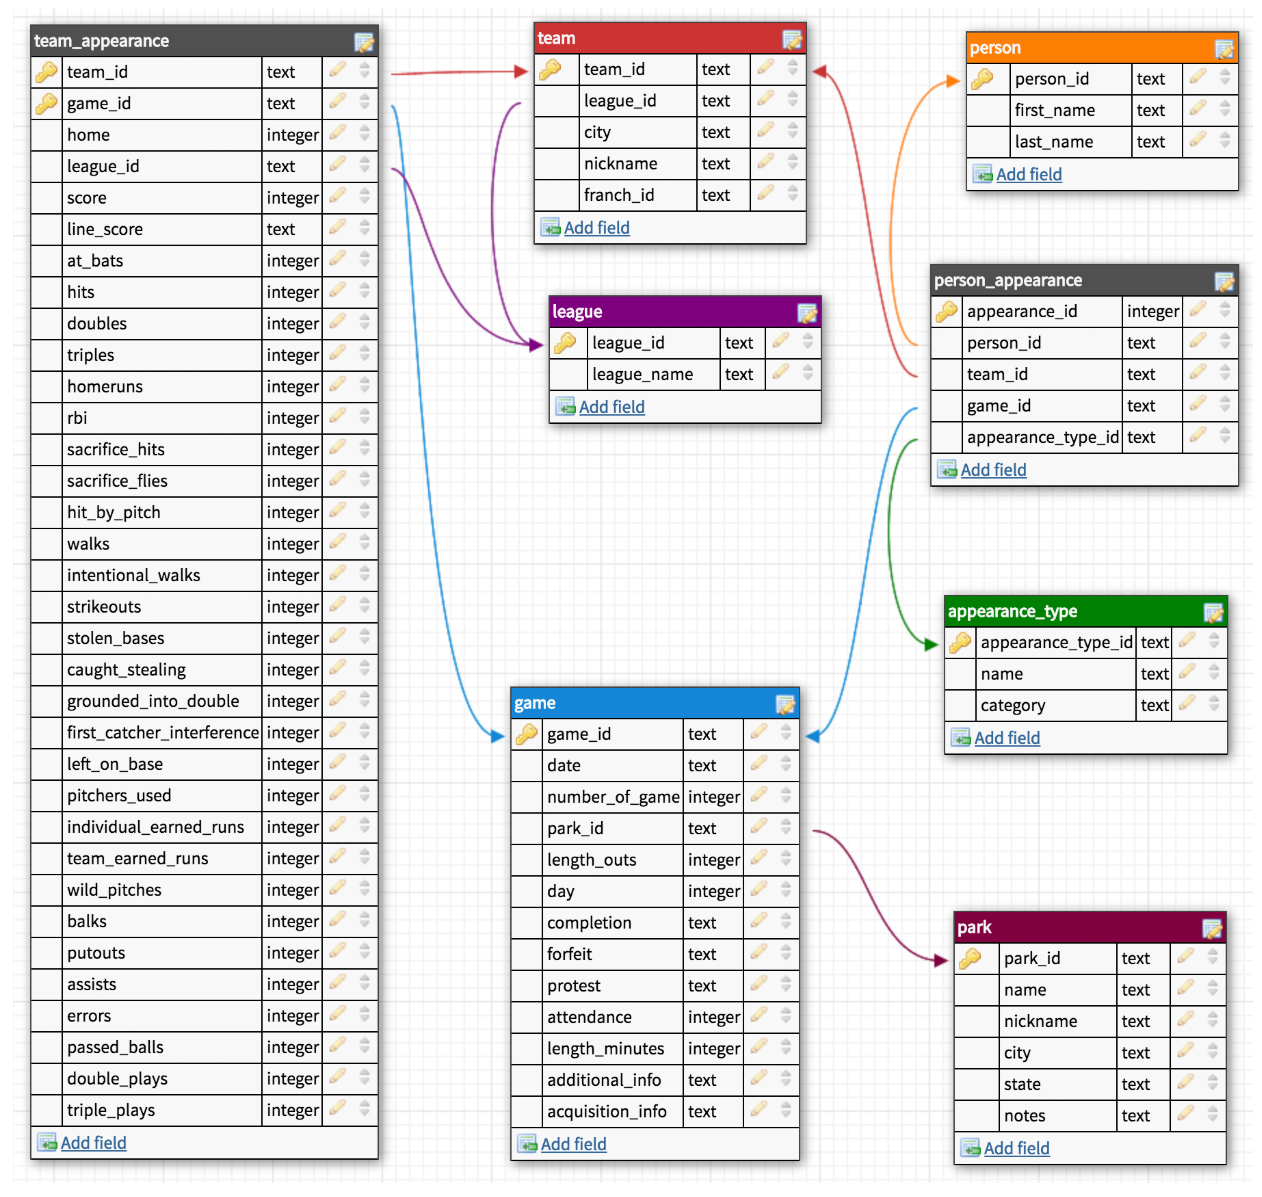 team_appearance
team_id text
game_id text
home integer
league_id text
score integer
line_score text
at_bats integer
hits integer
doubles integer
triples integer
homeruns integer
rbi integer
sacrifice_hits integer
sacrifice_flies integer
hit_by_pitch integer
walks integer
intentional_walks integer
strikeouts integer
stolen_bases integer
caught_stealing integer
grounded_into_double integer
first_catcher_interference integer
left_on_base integer
pitchers_used integer
individual_earned_runs integer
team_earned_runs integer
wild_pitches integer
balks integer
putouts integer
assists integer
errors integer
passed_balls integer
double_plays integer
triple_plays integer
Add field
team
team_id text
league_id text
city text
nickname text
franch_id text
Add field
league
league_id text
league_name text
Add field
game
game_id text
date text
number_of_game integer
park_id text
length_outs integer
day integer
completion text
forfeit text
protest text
attendance integer
length_minutes integer
additional_info text
acquisition_info text
Add field
person
person_id text
first_name text
last_name text
Add field
person_appearance
appearance_id integer
person_id text
team_id text
game_id text
appearance_type_id text
Add field
appearance_type
appearance_type_id text
name text
category text
Add field
park
park_id text
name text
nickname text
city text
state text
notes text
Add field